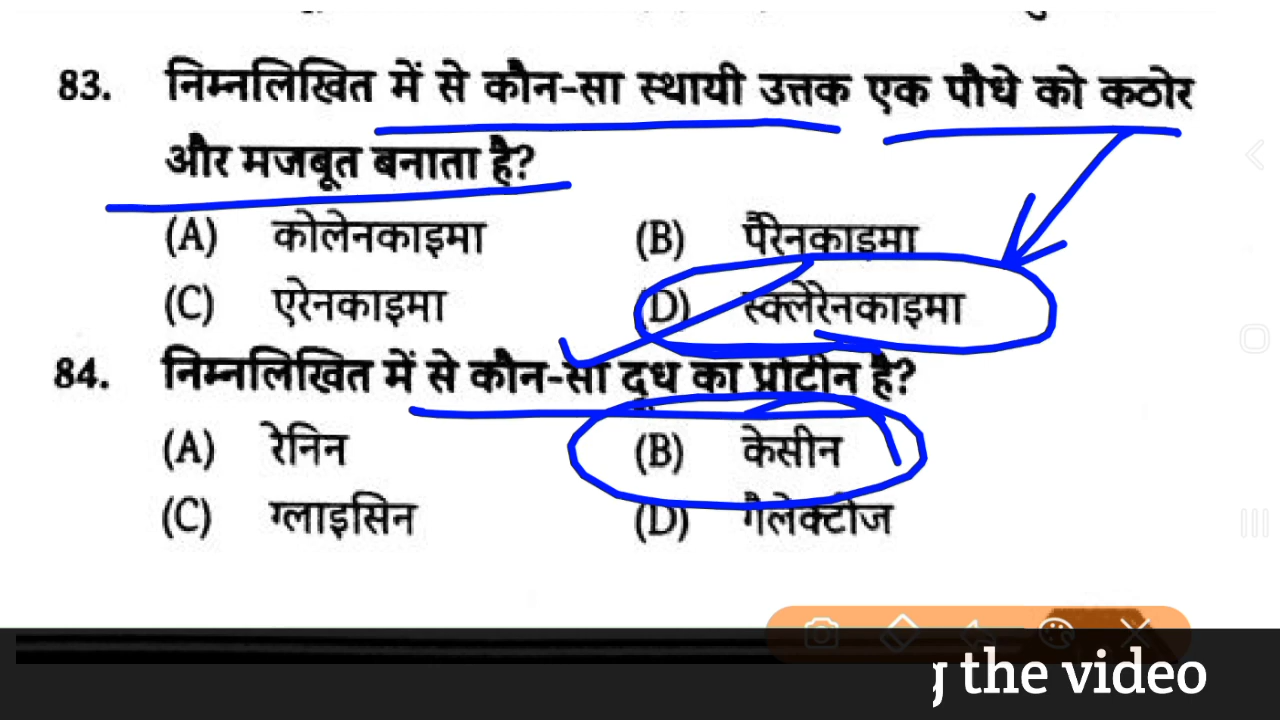 83. निम्नलिखित में से कौन-सा स्थायी उत्तक एक पौधे को कठोर
और मजबूत बनाता है?
(A) कोलेनकाइमा (B) पैरेनकाइमा
(C) एरेनकाइमा (D) स्क्लेरेनकाइमा
84. निम्नलिखित में से कौन-सा दूध का प्रोटीन है?
(A) रेनिन (B) केसीन
(C) ग्लाइसिन (D) गैलेक्टोज
the video